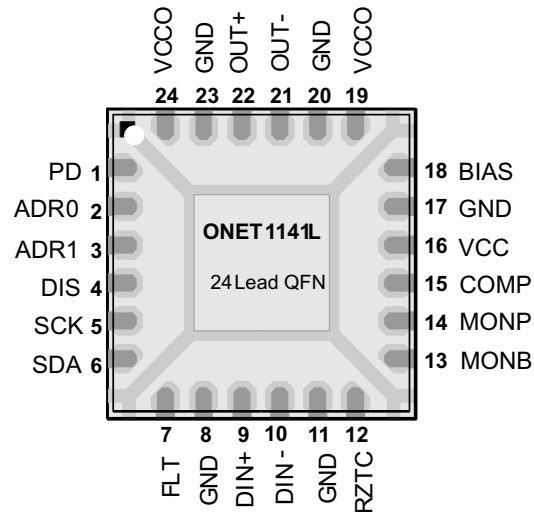 VCCO GND OUT+ OUT- GND VCCO
24 23 22 21 20 19
PD 1
ADR0 2
ADR1 3
DIS 4
SCK 5
SDA 6
ONET1141L
24 Lead QFN
18 BIAS
17 GND
16 VCC
15 COMP
14 MONP
13 MONB
7 8 9 10 11 12
FLT GND DIN+ DIN- GND RZTC